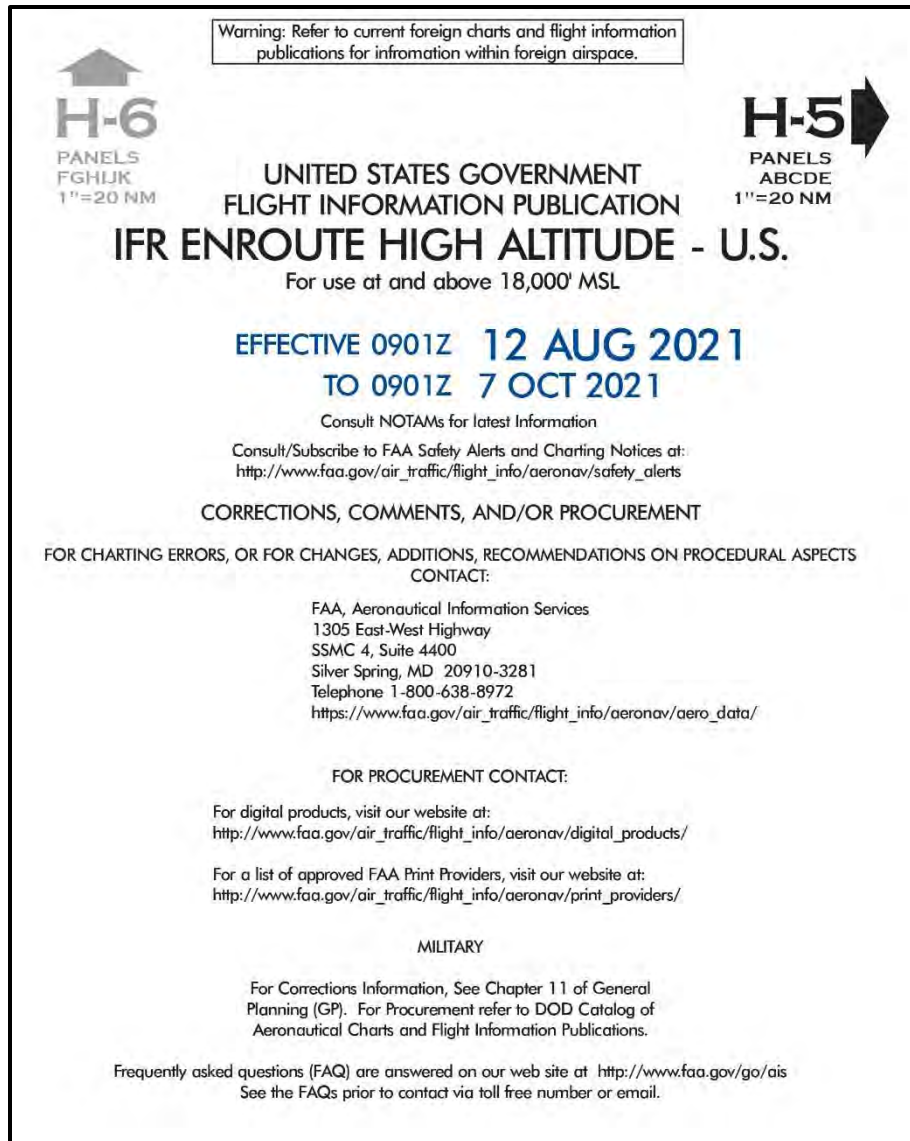 Warning: Refer to current foreign charts and flight information
publications for infromation within foreign airspace.
H-6
PANELS
FGHIJK
1"=20 NM
H-5
PANELS
ABCDE
1"=20 NM
UNITED STATES GOVERNMENT
FLIGHT INFORMATION PUBLICATION
IFR ENROUTE HIGH ALTITUDE - U.S.
For use at and above 18,000' MSL
EFFECTIVE 0901Z 12 AUG 2021
TO 0901Z 7 OCT 2021
Consult NOTAMs for latest Information
Consult/Subscribe to FAA Safety Alerts and Charting Notices at:
http://www.faa.gov/air_traffic/flight_info/aeronav/safety_alerts
CORRECTIONS, COMMENTS, AND/OR PROCUREMENT
FOR CHARTING ERRORS, OR FOR CHANGES, ADDITIONS, RECOMMENDATIONS ON PROCEDURAL ASPECTS
CONTACT:
FAA, Aeronautical Information Services
1305 East-West Highway
SSMC 4, Suite 4400
Silver Spring, MD 20910-3281
Telephone 1-800-638-8972
https://www.faa.gov/air_traffic/flight_info/aeronav/aero_data/
FOR PROCUREMENT CONTACT:
For digital products, visit our website at:
http://www.faa.gov/air_traffic/flight_info/aeronav/digital_products/
For a list of approved FAA Print Providers, visit our website at:
http://www.faa.gov/air_traffic/flight_info/aeronav/print_providers/
MILITARY
For Corrections Information, See Chapter 11 of General
Planning (GP). For Procurement refer to DOD Catalog of
Aeronautical Charts and Flight Information Publications.
Frequently asked questions (FAQ) are answered on our web site at http://www.faa.gov/go/ais
See the FAQs prior to contact via toll free number or email.